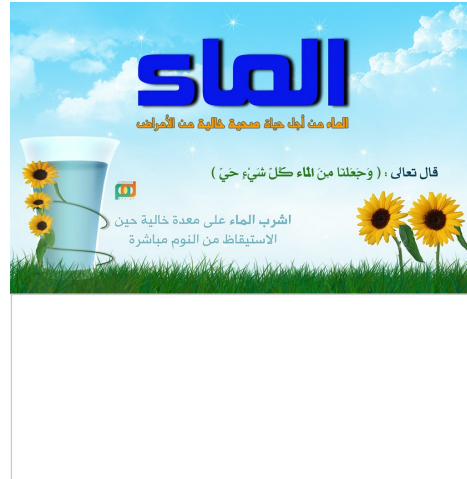 الماء
الماء من أجل حياة صحية خالية من الأمراض
قال تعالى : ( وَجَعَلنا مِنَ الماء كَلّ شَيْءٍ حَيّ )
اشرب الماء على معدة خالية حين
الاستيقاظ من النوم مباشرة